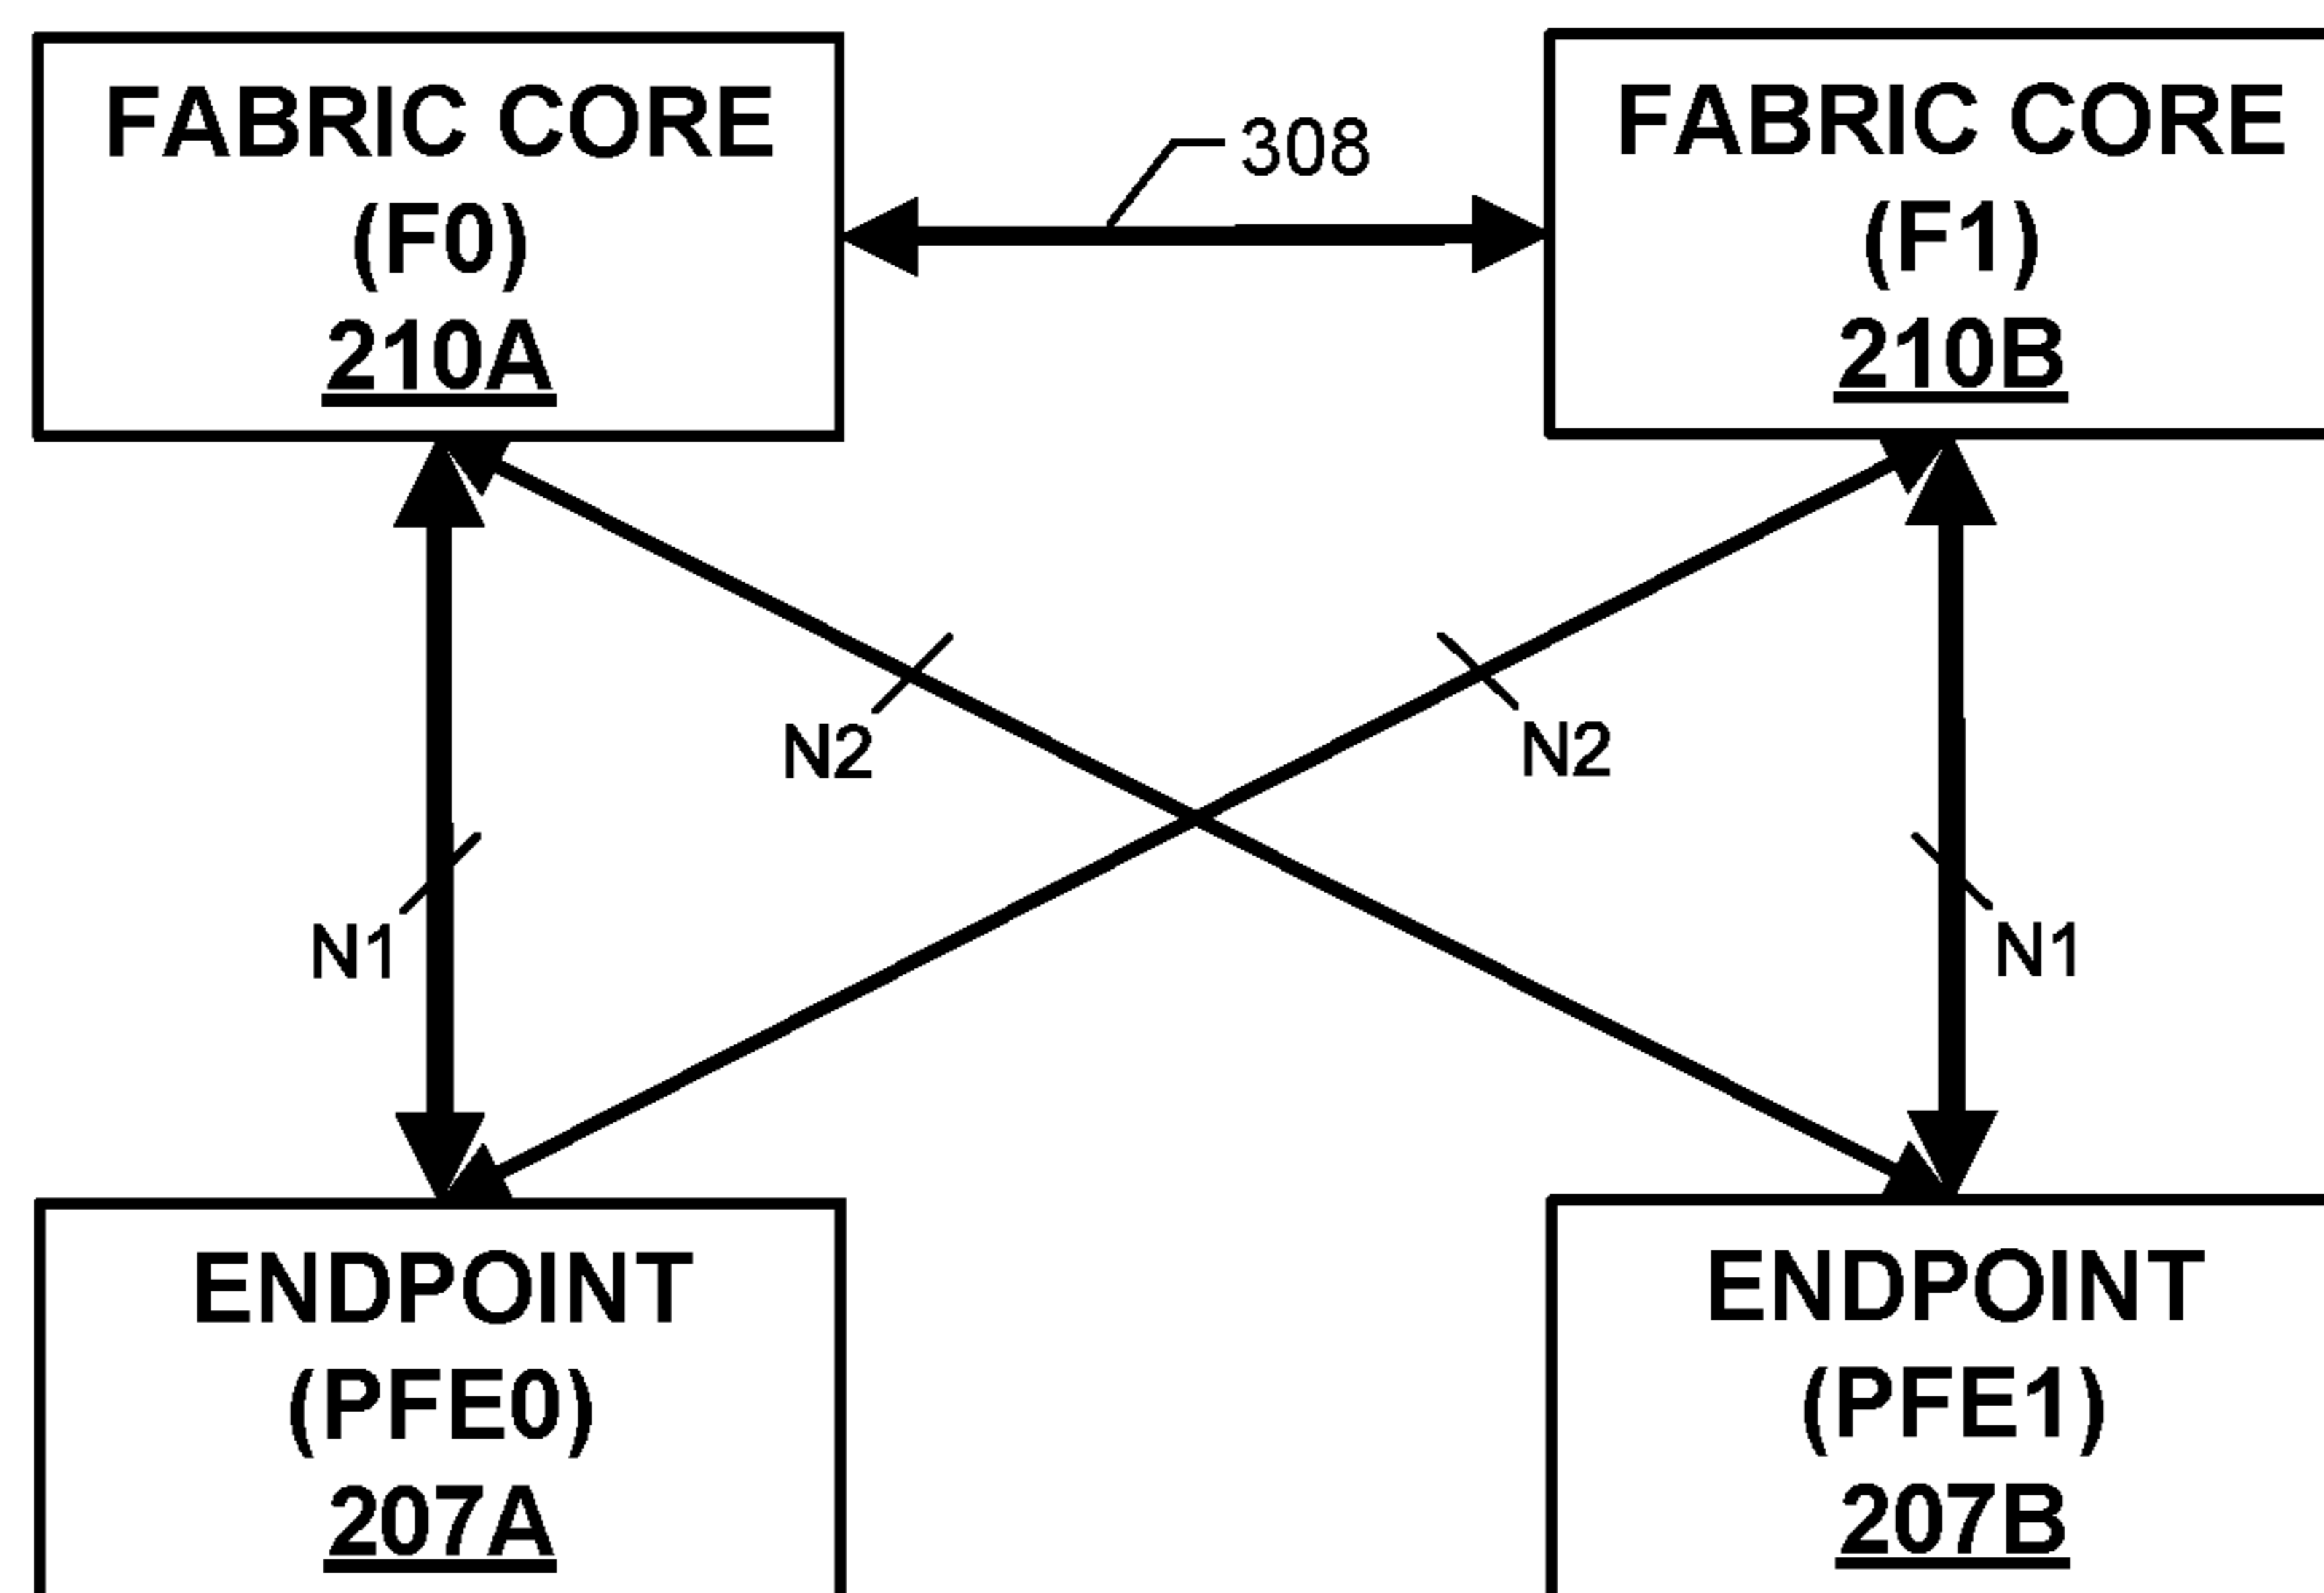 FABRIC CORE
(F0)
210A
308
FABRIC CORE
(F1)
210B
N2
N2
N1
N1
ENDPOINT
(PFE0)
207A
ENDPOINT
(PFE1)
207B